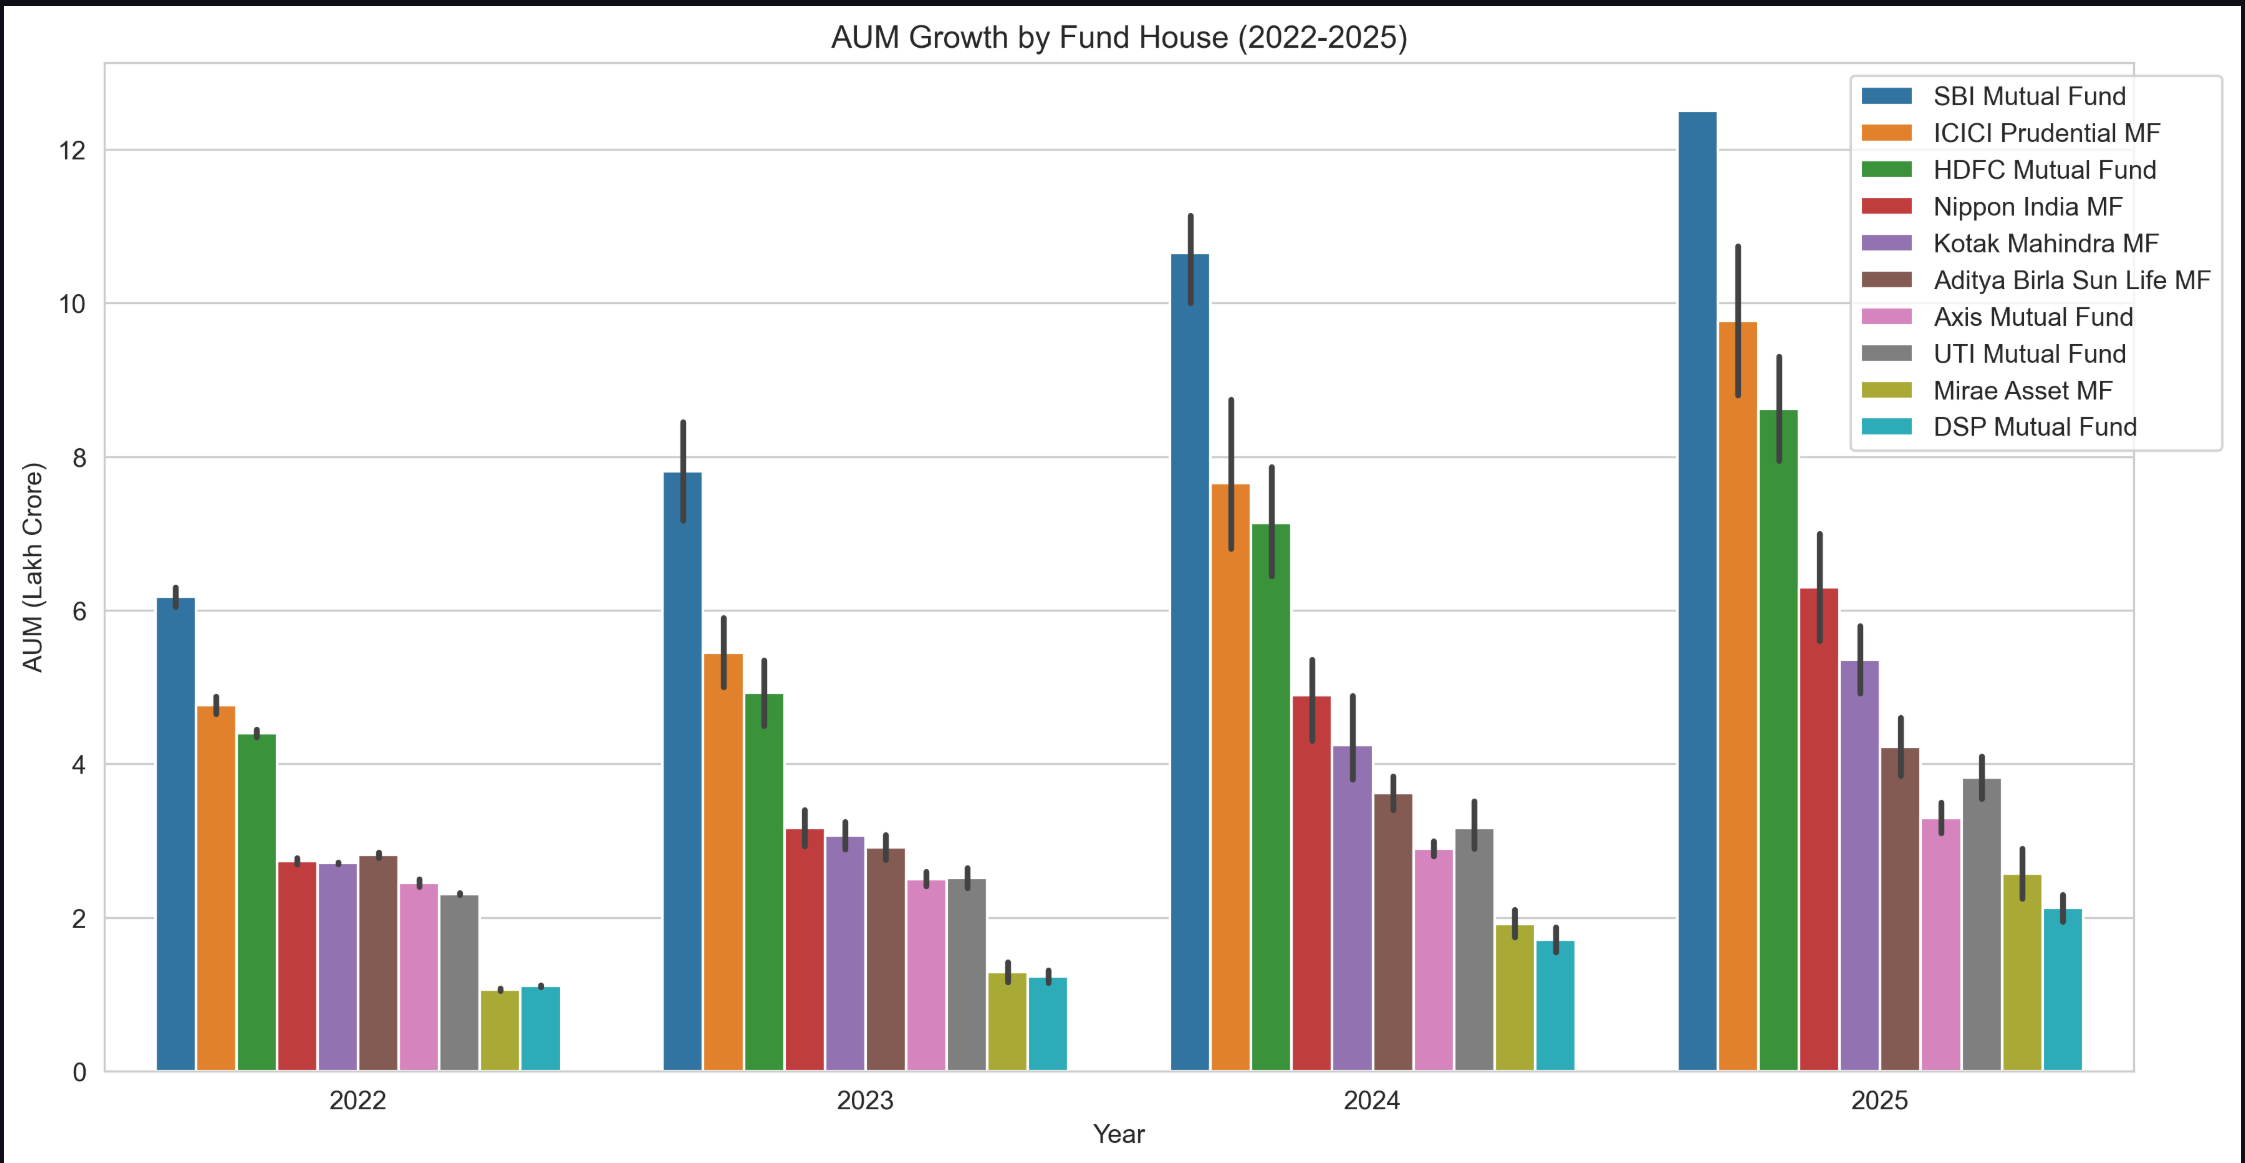 AUM Growth by Fund House (2022-2025)
SBI Mutual Fund
ICICI Prudential MF
HDFC Mutual Fund
Nippon India MF
Kotak Mahindra MF
Aditya Birla Sun Life MF
Axis Mutual Fund
UTI Mutual Fund
Mirae Asset MF
DSP Mutual Fund
AUM (Lakh Crore)
12
10
8
6
4
2
0
2022
2023
2024
2025
Year